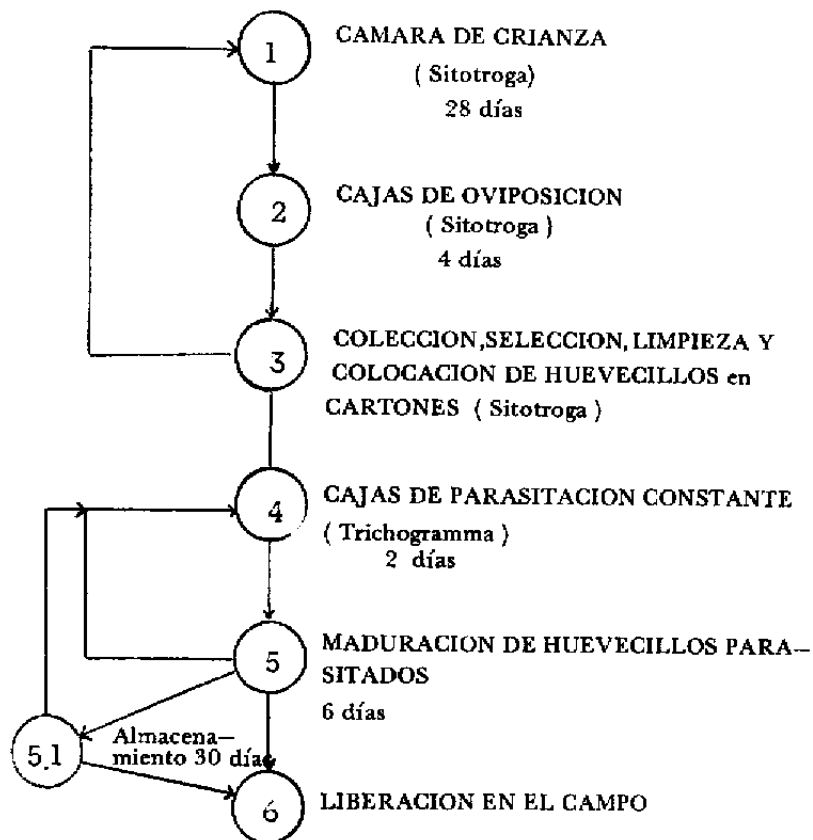 1 CAMARA DE CRIANZA
( Sitotroga)
28 días
2 CAJAS DE OVIPOSICION
( Sitotroga )
4 días
3 COLECCION,SELECCION, LIMPIEZA Y
COLOCACION DE HUEVECILLOS en
CARTONES ( Sitotroga )
4 CAJAS DE PARASITACION CONSTANTE
( Trichogramma )
2 días
5 MADURACION DE HUEVECILLOS PARA–
SITADOS
6 días
5.1 Almacena–
miento 30 días
6 LIBERACION EN EL CAMPO